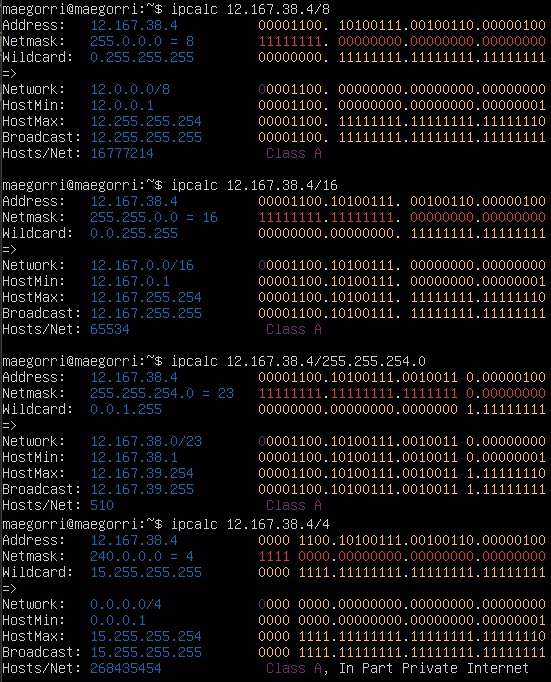 maegorri@maegorri:~$ ipcalc 12.167.38.4/8
Address: 12.167.38.4 00001100. 10100111.00100110.00000100
Netmask: 255.0.0.0 = 8 11111111. 00000000.00000000.00000000
Wildcard: 0.255.255.255 00000000. 11111111.11111111.11111111
=>
Network: 12.0.0.0/8 00001100. 00000000.00000000.00000000
HostMin: 12.0.0.1 00001100. 00000000.00000000.00000001
HostMax: 12.255.255.254 00001100. 11111111.11111111.11111110
Broadcast: 12.255.255.255 00001100. 11111111.11111111.11111111
Hosts/Net: 16777214 Class A
maegorri@maegorri:~$ ipcalc 12.167.38.4/16
Address: 12.167.38.4 00001100.10100111. 00100110.00000100
Netmask: 255.255.0.0 = 16 11111111.11111111. 00000000.00000000
Wildcard: 0.0.255.255 00000000.00000000. 11111111.11111111
=>
Network: 12.167.0.0/16 00001100.10100111. 00000000.00000000
HostMin: 12.167.0.1 00001100.10100111. 00000000.00000001
HostMax: 12.167.255.254 00001100.10100111. 11111111.11111110
Broadcast: 12.167.255.255 00001100.10100111. 11111111.11111111
Hosts/Net: 65534 Class A
maegorri@maegorri:~$ ipcalc 12.167.38.4/255.255.254.0
Address: 12.167.38.4 00001100.10100111.0010011 0.00000100
Netmask: 255.255.254.0 = 23 11111111.11111111.1111111 0.00000000
Wildcard: 0.0.1.255 00000000.00000000.0000000 1.11111111
=>
Network: 12.167.38.0/23 00001100.10100111.0010011 0.00000000
HostMin: 12.167.38.1 00001100.10100111.0010011 0.00000001
HostMax: 12.167.39.254 00001100.10100111.0010011 1.11111110
Broadcast: 12.167.39.255 00001100.10100111.0010011 1.11111111
Hosts/Net: 510 Class A
maegorri@maegorri:~$ ipcalc 12.167.38.4/4
Address: 12.167.38.4 0000 1100.10100111.00100110.00000100
Netmask: 240.0.0.0 = 4 1111 0000.00000000.00000000.00000000
Wildcard: 15.255.255.255 0000 1111.11111111.11111111.11111111
=>
Network: 0.0.0.0/4 0000 0000.00000000.00000000.00000000
HostMin: 0.0.0.1 0000 0000.00000000.00000000.00000001
HostMax: 15.255.255.254 0000 1111.11111111.11111111.11111110
Broadcast: 15.255.255.255 0000 1111.11111111.11111111.11111111
Hosts/Net: 268435454 Class A, In Part Private Internet